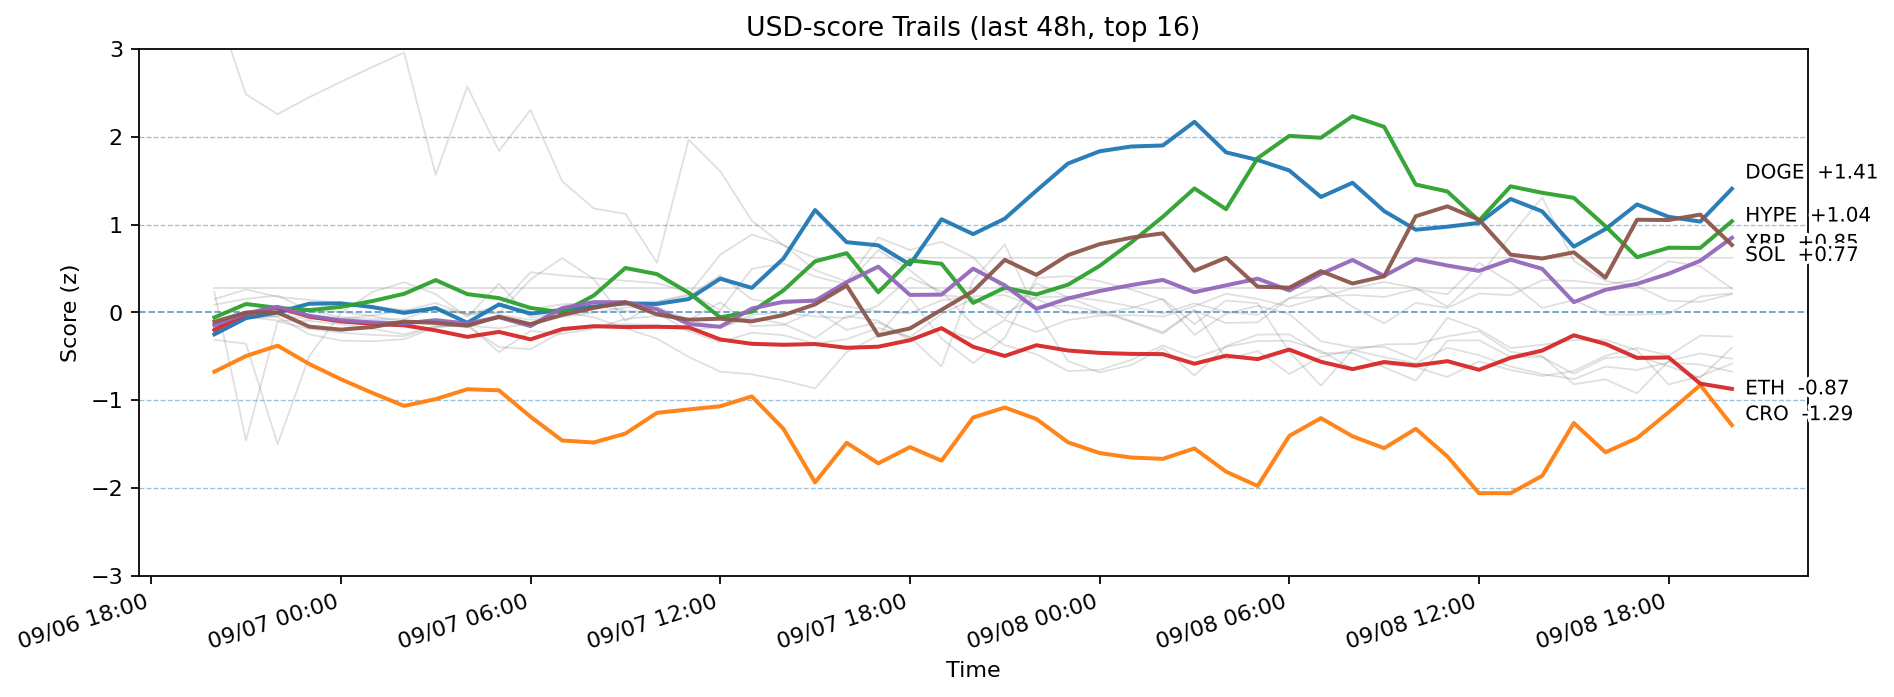 USD-score Trails (last 48h, top 16)
3
2
1
0
−1
−2
−3
Score (z)
DOGE +1.41
HYPE +1.04
XRP +0.85
SOL +0.77
ETH -0.87
CRO -1.29
09/06 18:00
09/07 00:00
09/07 06:00
09/07 12:00
09/07 18:00
09/08 00:00
09/08 06:00
09/08 12:00
09/08 18:00
Time